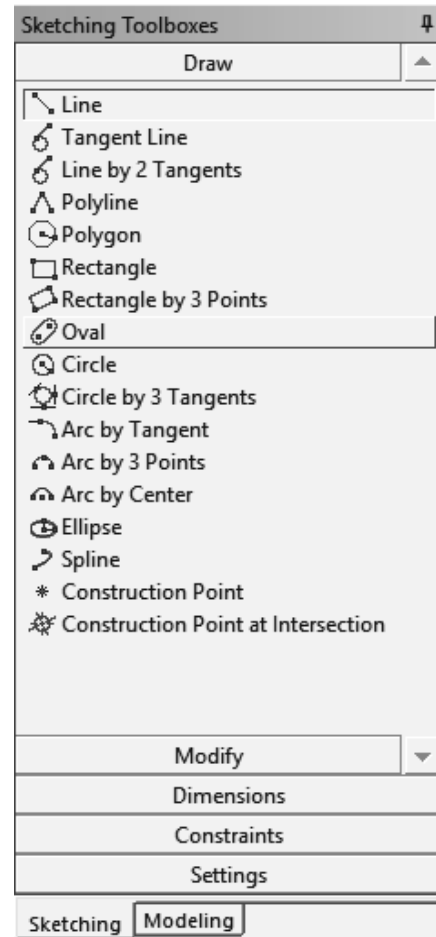 Sketching Toolboxes
Draw
Line
Tangent Line
Line by 2 Tangents
Polyline
Polygon
Rectangle
Rectangle by 3 Points
Oval
Circle
Circle by 3 Tangents
Arc by Tangent
Arc by 3 Points
Arc by Center
Ellipse
Spline
Construction Point
Construction Point at Intersection
Modify
Dimensions
Constraints
Settings
Sketching Modeling